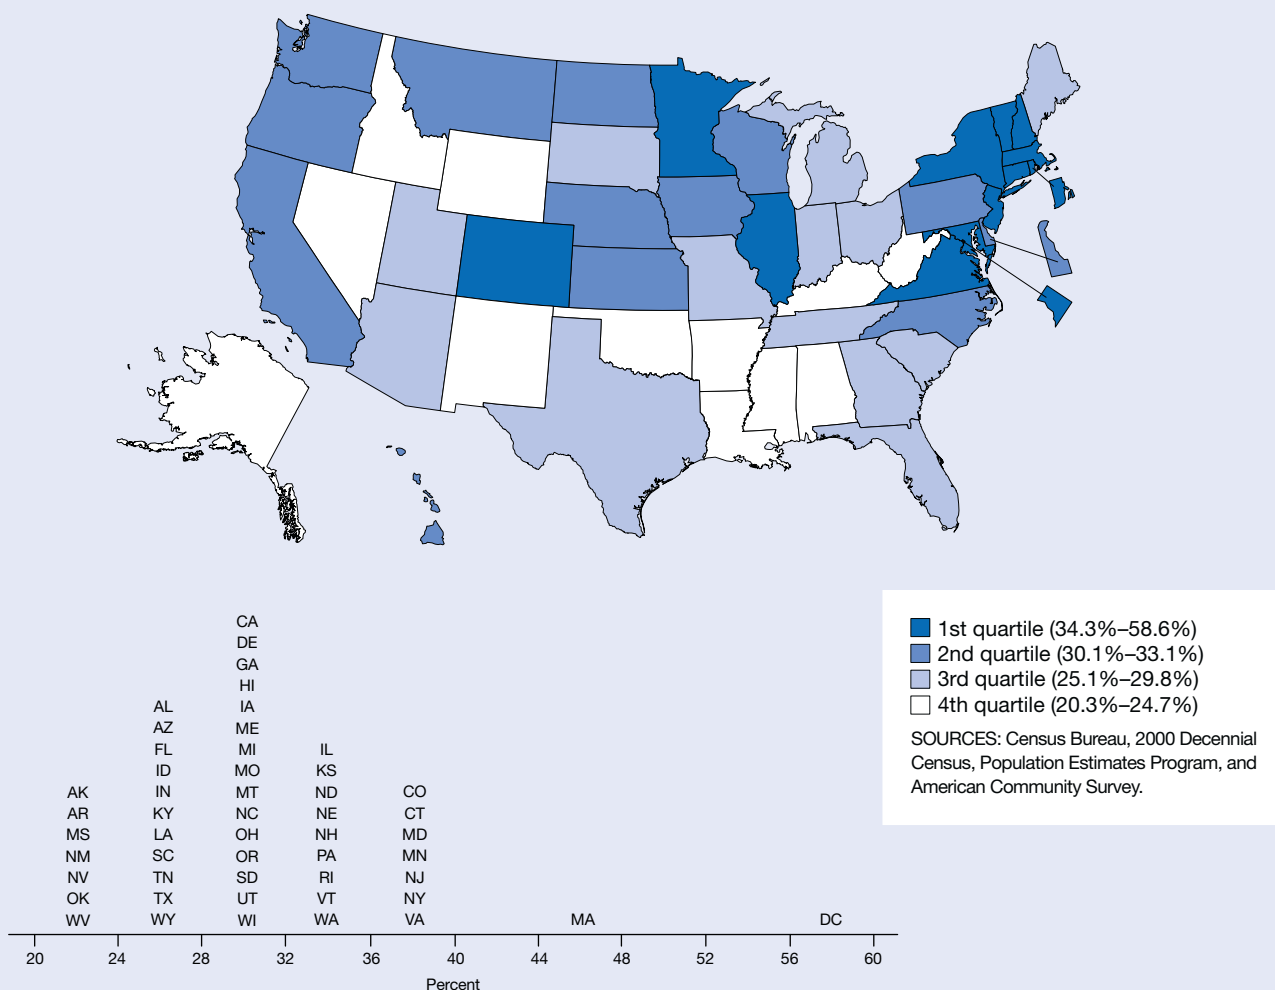 1st quartile (34.3%–58.6%)
2nd quartile (30.1%–33.1%)
3rd quartile (25.1%–29.8%)
4th quartile (20.3%–24.7%)
SOURCES: Census Bureau, 2000 Decennial
Census, Population Estimates Program, and
American Community Survey.
CA
DE
GA
HI
AL IA
AZ ME
FL MI IL
ID MO KS
AK IN MT ND CO
AR KY NC NE CT
MS LA OH NH MD
NM SC OR PA MN
NV TN SD RI NJ
OK TX UT VT NY
WV WY WI WA VA MA DC
20 24 28 32 36 40 44 48 52 56 60
Percent